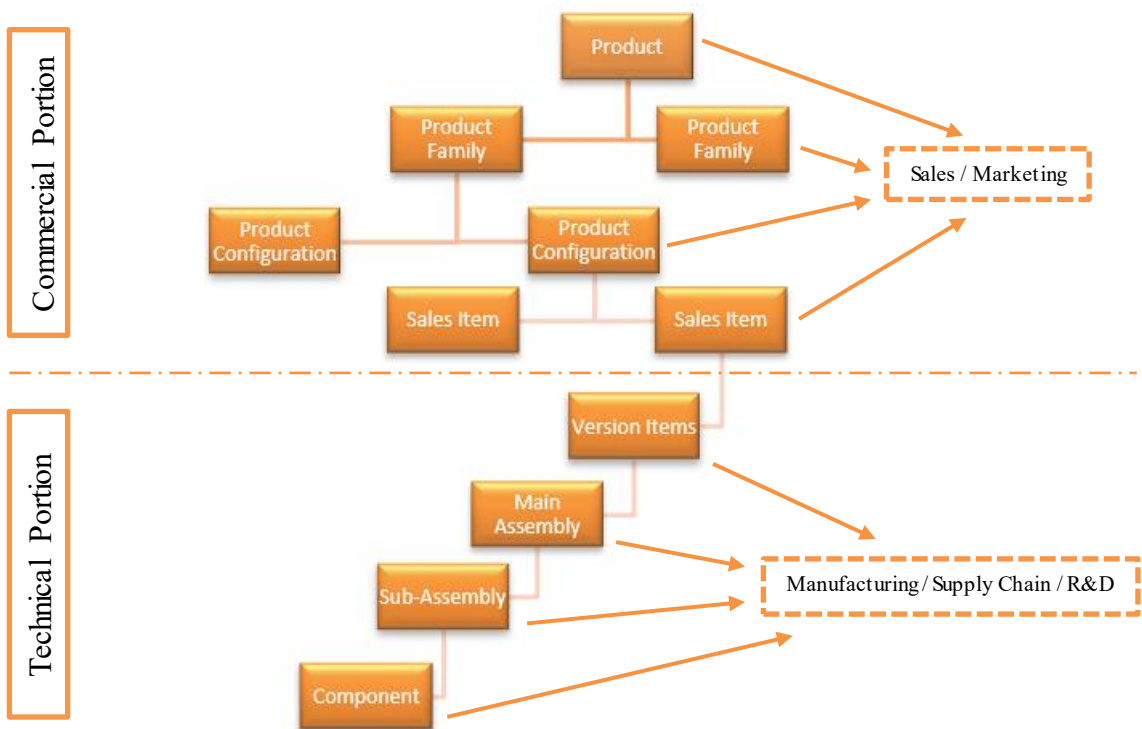 Commercial Portion
Product
Product
Family
Product
Family
Sales / Marketing
Product
Configuration
Product
Configuration
Sales Item
Sales Item
Technical Portion
Version Items
Main
Assembly
Sub-Assembly
Manufacturing / Supply Chain / R&D
Component